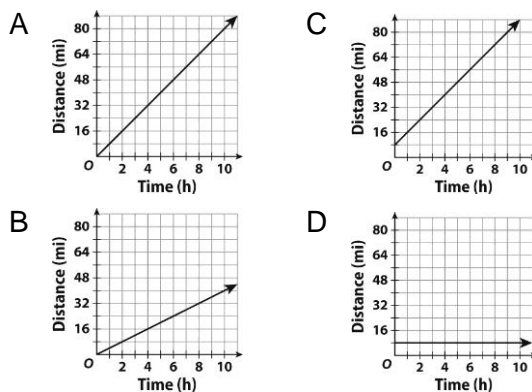 A
Distance (mi)
80
64
48
32
16
O
2 4 6 8 10
Time (h)
C
Distance (mi)
80
64
48
32
16
O
2 4 6 8 10
Time (h)
B
Distance (mi)
80
64
48
32
16
O
2 4 6 8 10
Time (h)
D
Distance (mi)
80
64
48
32
16
O
2 4 6 8 10
Time (h)